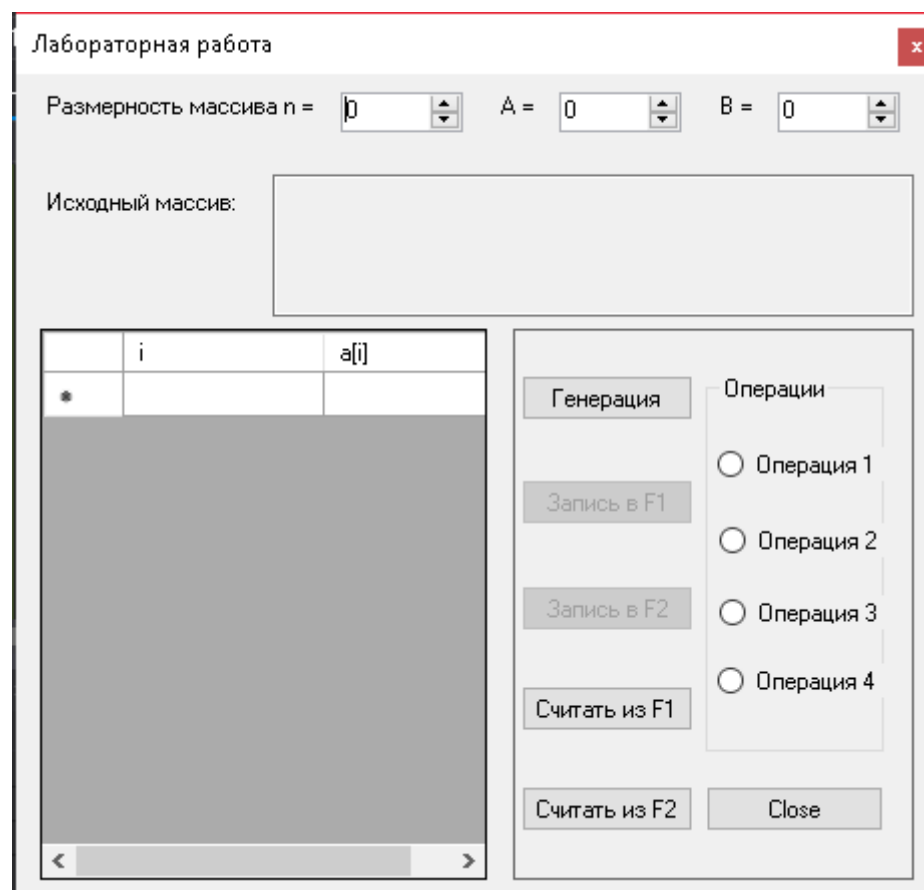 Лабораторная работа
Размерность массива n = 0 A = 0 B = 0
Исходный массив:
i a[i]
Генерация
Операции
Операция 1
Запись в F1
Операция 2
Запись в F2
Операция 3
Операция 4
Считать из F1
Считать из F2
Close